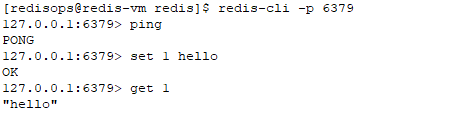 [redisops@redis-vm redis]$ redis-cli -p 6379
127.0.0.1:6379> ping
PONG
127.0.0.1:6379> set 1 hello
OK
127.0.0.1:6379> get 1
"hello"